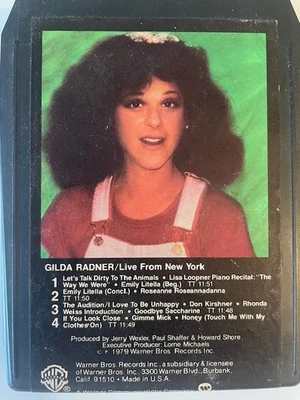 GILDA RADNER/Live From New York
1 Let's Talk Dirty To The Animals • Lisa Loopner Piano Recital: "The
Way We Were" • Emily Litella (Beg.) TT 11:51
2 Emily Litella (Concl.) • Roseanne Roseannadanna
TT 11:50
3 The Audition/I Love To Be Unhappy • Don Kirshner • Rhonda
Weiss Introduction • Goodbye Saccharine TT 11:48
4 If You Look Close • Gimme Mick • Honey (Touch Me With My
Clothes On) TT 11:49
Produced by Jerry Wexler, Paul Shaffer & Howard Shore
Executive Producer: Lorne Michaels
© ℗ 1979 Warner Bros. Records Inc.
Warner Bros. Records Inc., a subsidiary & licensee
of Warner Bros. Inc., 3300 Warner Blvd., Burbank,
Calif. 91510 • Made in U.S.A.